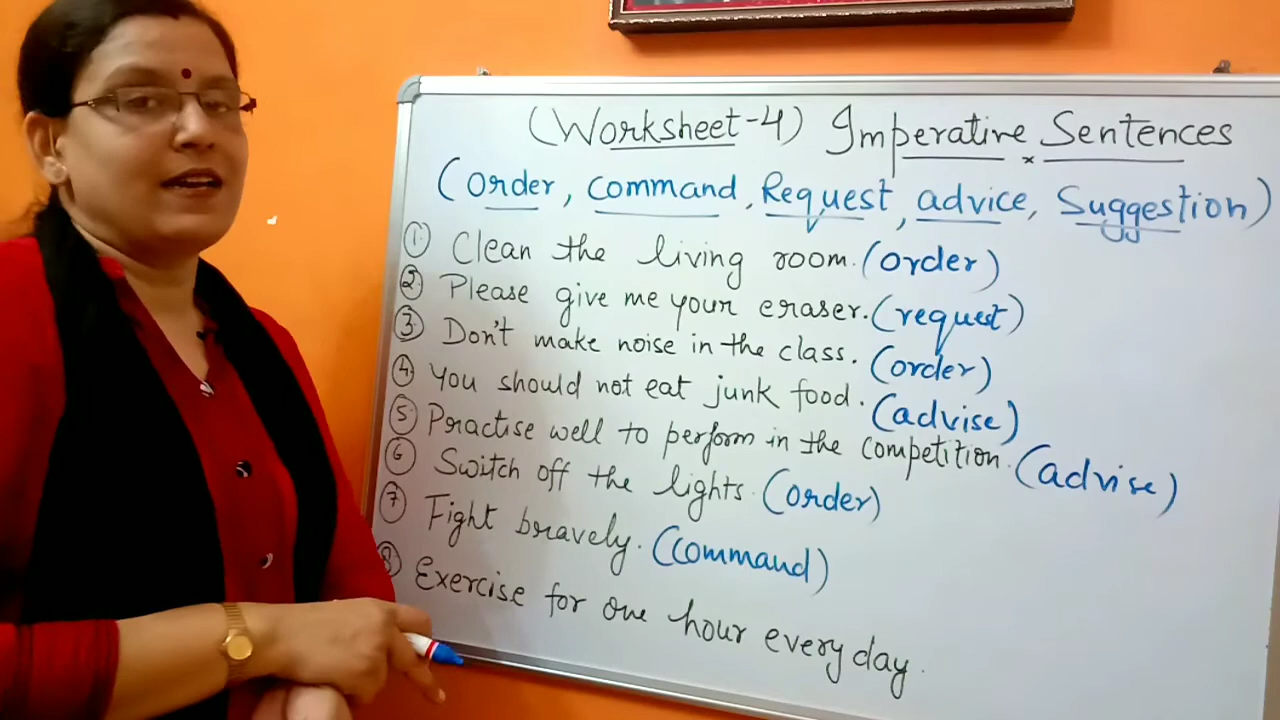 (Worksheet-4) Imperative Sentences
(order, command, Request, advice, Suggestion)
① Clean the living room. (order)
② Please give me your eraser. (request)
③ Don't make noise in the class. (order)
④ You should not eat junk food. (advise)
⑤ Practise well to perform in the competition. (advise)
⑥ Switch off the lights. (order)
⑦ Fight bravely. (command)
⑧ Exercise for one hour every day.